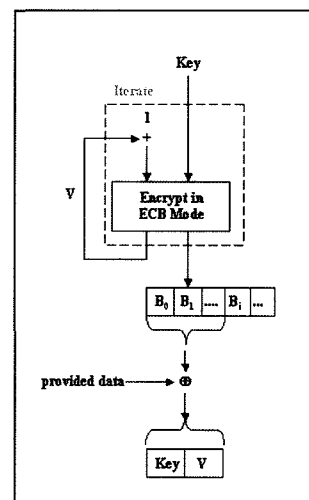 Key
Iterate
1
+
V
Encrypt in
ECB Mode
B₀ B₁ .... Bᵢ ...
provided data ⊕
Key V